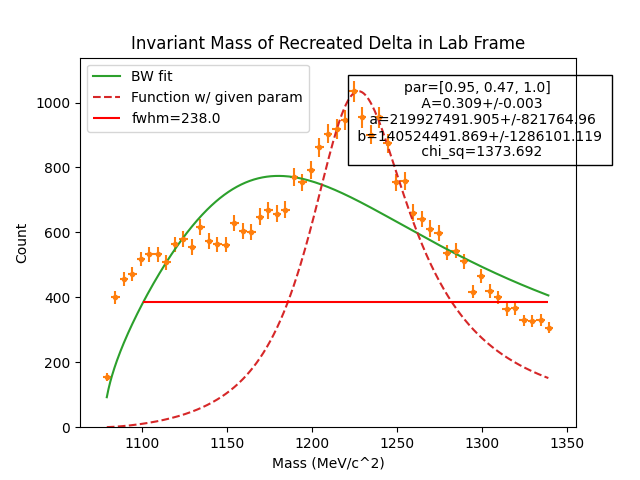 Invariant Mass of Recreated Delta in Lab Frame
BW fit
Function w/ given param
fwhm=238.0
par=[0.95, 0.47, 1.0]
A=0.309+/-0.003
a=219927491.905+/-821764.96
b=140524491.869+/-1286101.119
chi_sq=1373.692
Count
1000
800
600
400
200
0
1100
1150
1200
1250
1300
1350
Mass (MeV/c^2)